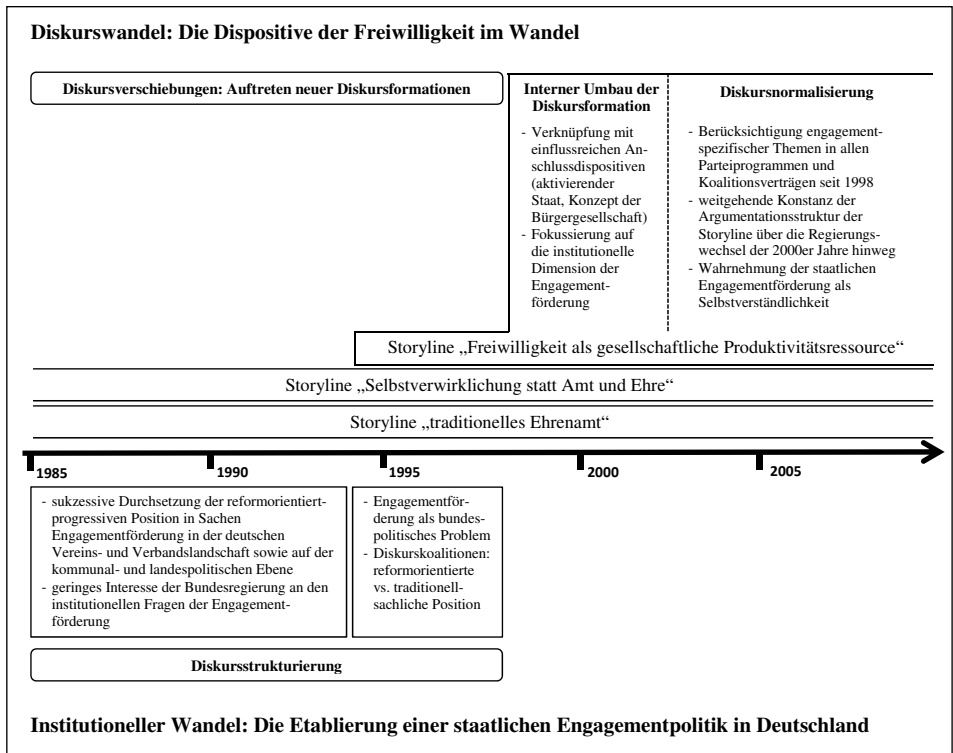 Diskurswandel: Die Dispositive der Freiwilligkeit im Wandel
Diskursverschiebungen: Auftreten neuer Diskursformationen
Interner Umbau der
Diskursformation
- Verknüpfung mit
einflussreichen An-
schlussdispositiven
(aktivierender
Staat, Konzept der
Bürgergesellschaft)
- Fokussierung auf
die institutionelle
Dimension der
Engagement-
förderung
Diskursnormalisierung
- Berücksichtigung engagement-
spezifischer Themen in allen
Parteiprogrammen und
Koalitionsverträgen seit 1998
- weitgehende Konstanz der
Argumentationsstruktur der
Storyline über die Regierungs-
wechsel der 2000er Jahre hinweg
- Wahrnehmung der staatlichen
Engagementförderung als
Selbstverständlichkeit
Storyline „Freiwilligkeit als gesellschaftliche Produktivitätsressource“
Storyline „Selbstverwirklichung statt Amt und Ehre“
Storyline „traditionelles Ehrenamt“
1985 1990 1995 2000 2005
- sukzessive Durchsetzung der reformorientiert-
progressiven Position in Sachen
Engagementförderung in der deutschen
Vereins- und Verbandslandschaft sowie auf der
kommunal- und landespolitischen Ebene
- geringes Interesse der Bundesregierung an den
institutionellen Fragen der Engagement-
förderung
- Engagementför-
derung als bundes-
politisches Problem
- Diskurskoalitionen:
reformorientierte
vs. traditionell-
sachliche Position
Diskursstrukturierung
Institutioneller Wandel: Die Etablierung einer staatlichen Engagementpolitik in Deutschland